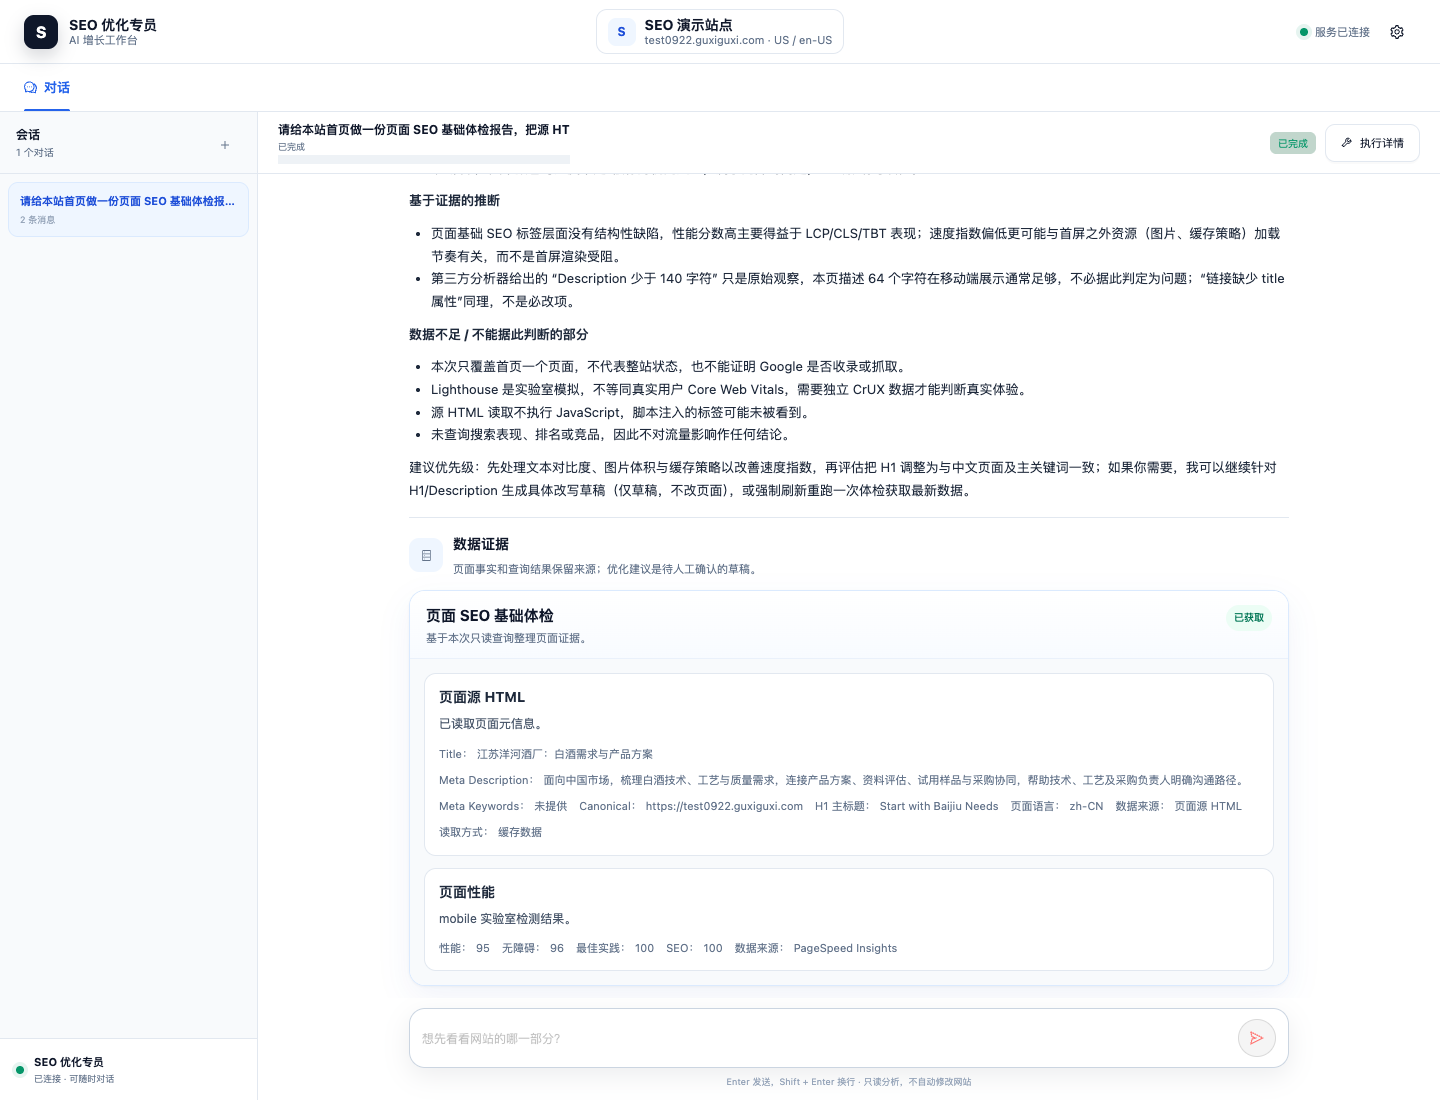 S
SEO 优化专员
AI 增长工作台
S
SEO 演示站点
test0922.guxiguxi.com · US / en-US
服务已连接
对话
会话
1 个对话
请给本站首页做一份页面 SEO 基础体检报...
2 条消息
请给本站首页做一份页面 SEO 基础体检报告，把源 HT
已完成
已完成
执行详情
基于证据的推断
• 页面基础 SEO 标签层面没有结构性缺陷，性能分数高主要得益于 LCP/CLS/TBT 表现；速度指数偏低更可能与首屏之外资源（图片、缓存策略）加载
节奏有关，而不是首屏渲染受阻。
• 第三方分析器给出的 “Description 少于 140 字符” 只是原始观察，本页描述 64 个字符在移动端展示通常足够，不必据此判定为问题；“链接缺少 title
属性”同理，不是必改项。
数据不足 / 不能据此判断的部分
• 本次只覆盖首页一个页面，不代表整站状态，也不能证明 Google 是否收录或抓取。
• Lighthouse 是实验室模拟，不等同真实用户 Core Web Vitals，需要独立 CrUX 数据才能判断真实体验。
• 源 HTML 读取不执行 JavaScript，脚本注入的标签可能未被看到。
• 未查询搜索表现、排名或竞品，因此不对流量影响作任何结论。
建议优先级：先处理文本对比度、图片体积与缓存策略以改善速度指数，再评估把 H1 调整为与中文页面及主关键词一致；如果你需要，我可以继续针对
H1/Description 生成具体改写草稿（仅草稿，不改页面），或强制刷新重跑一次体检获取最新数据。
数据证据
页面事实和查询结果保留来源；优化建议是待人工确认的草稿。
页面 SEO 基础体检
已获取
基于本次只读查询整理页面证据。
页面源 HTML
已读取页面元信息。
Title： 江苏洋河酒厂：白酒需求与产品方案
Meta Description： 面向中国市场，梳理白酒技术、工艺与质量需求，连接产品方案、资料评估、试用样品与采购协同，帮助技术、工艺及采购负责人明确沟通路径。
Meta Keywords： 未提供 Canonical： https://test0922.guxiguxi.com H1 主标题： Start with Baijiu Needs 页面语言： zh-CN 数据来源： 页面源 HTML
读取方式： 缓存数据
页面性能
mobile 实验室检测结果。
性能： 95 无障碍： 96 最佳实践： 100 SEO： 100 数据来源： PageSpeed Insights
想先看看网站的哪一部分？
Enter 发送，Shift + Enter 换行 · 只读分析，不自动修改网站
SEO 优化专员
已连接 · 可随时对话